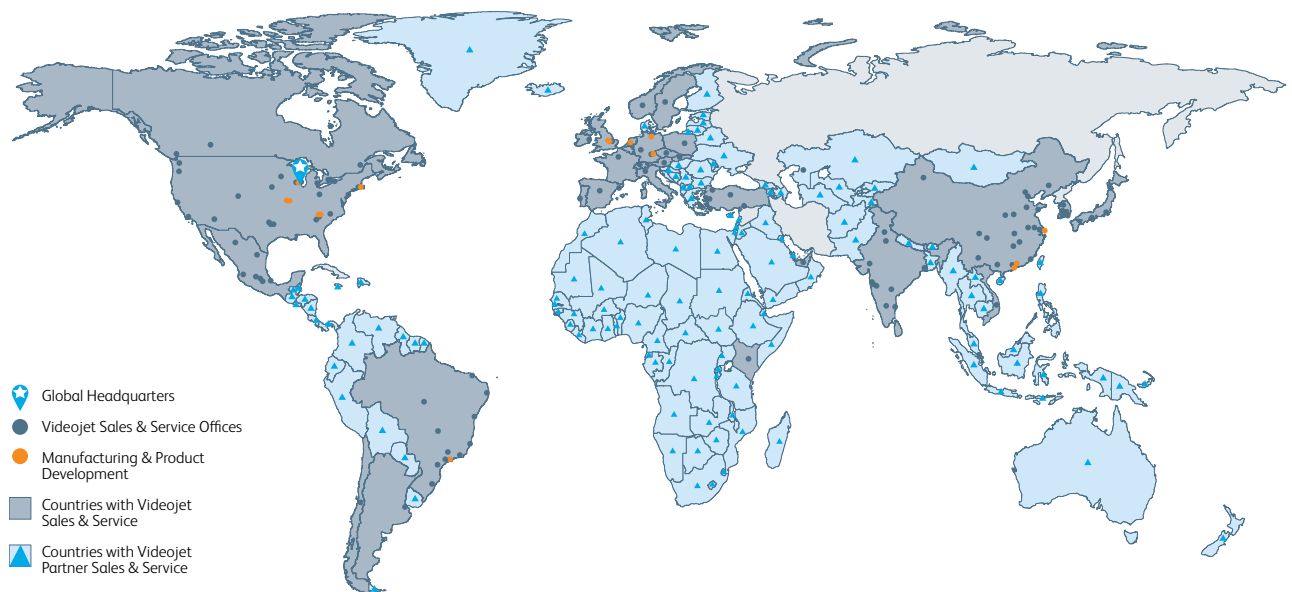 Global Headquarters
Videojet Sales & Service Offices
Manufacturing & Product
Development
Countries with Videojet
Sales & Service
Countries with Videojet
Partner Sales & Service